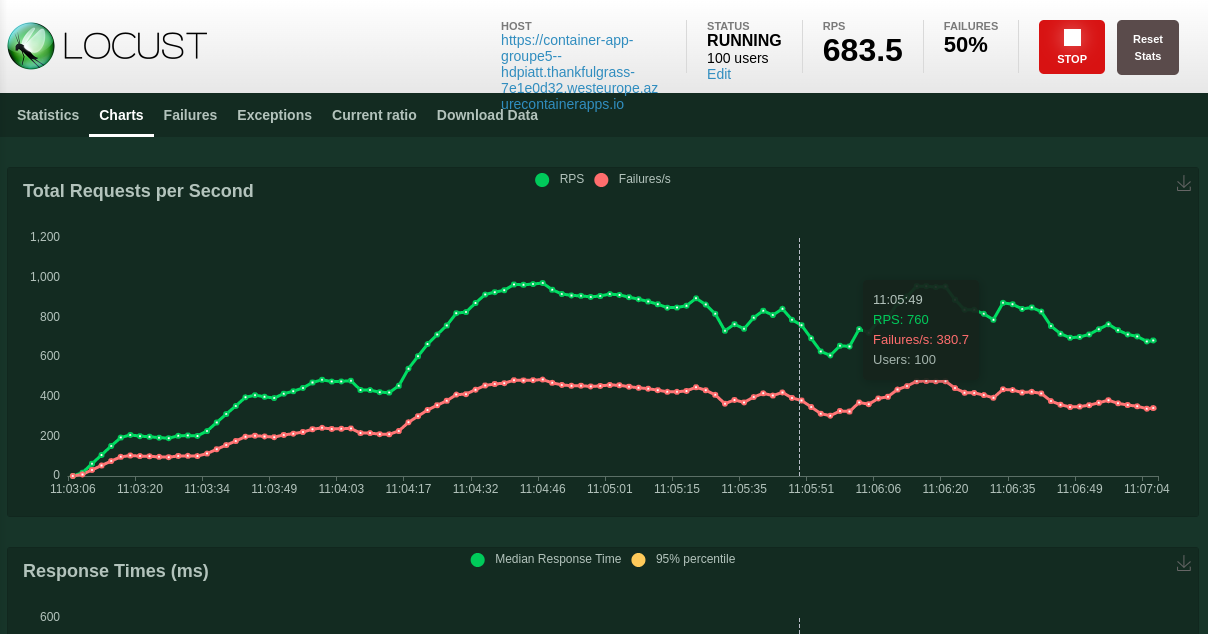 LOCUST
HOST
https://container-app-
groupe5--
hdpiatt.thankfulgrass-
7e1e0d32.westeurope.az
urecontainerapps.io
STATUS
RUNNING
100 users
Edit
RPS
683.5
FAILURES
50%
STOP
Reset
Stats
Statistics Charts Failures Exceptions Current ratio Download Data
Total Requests per Second
RPS Failures/s
1,200
1,000
800
600
400
200
0
11:05:49
RPS: 760
Failures/s: 380.7
Users: 100
11:03:06 11:03:20 11:03:34 11:03:49 11:04:03 11:04:17 11:04:32 11:04:46 11:05:01 11:05:15 11:05:35 11:05:51 11:06:06 11:06:20 11:06:35 11:06:49 11:07:04
Response Times (ms)
Median Response Time 95% percentile
600